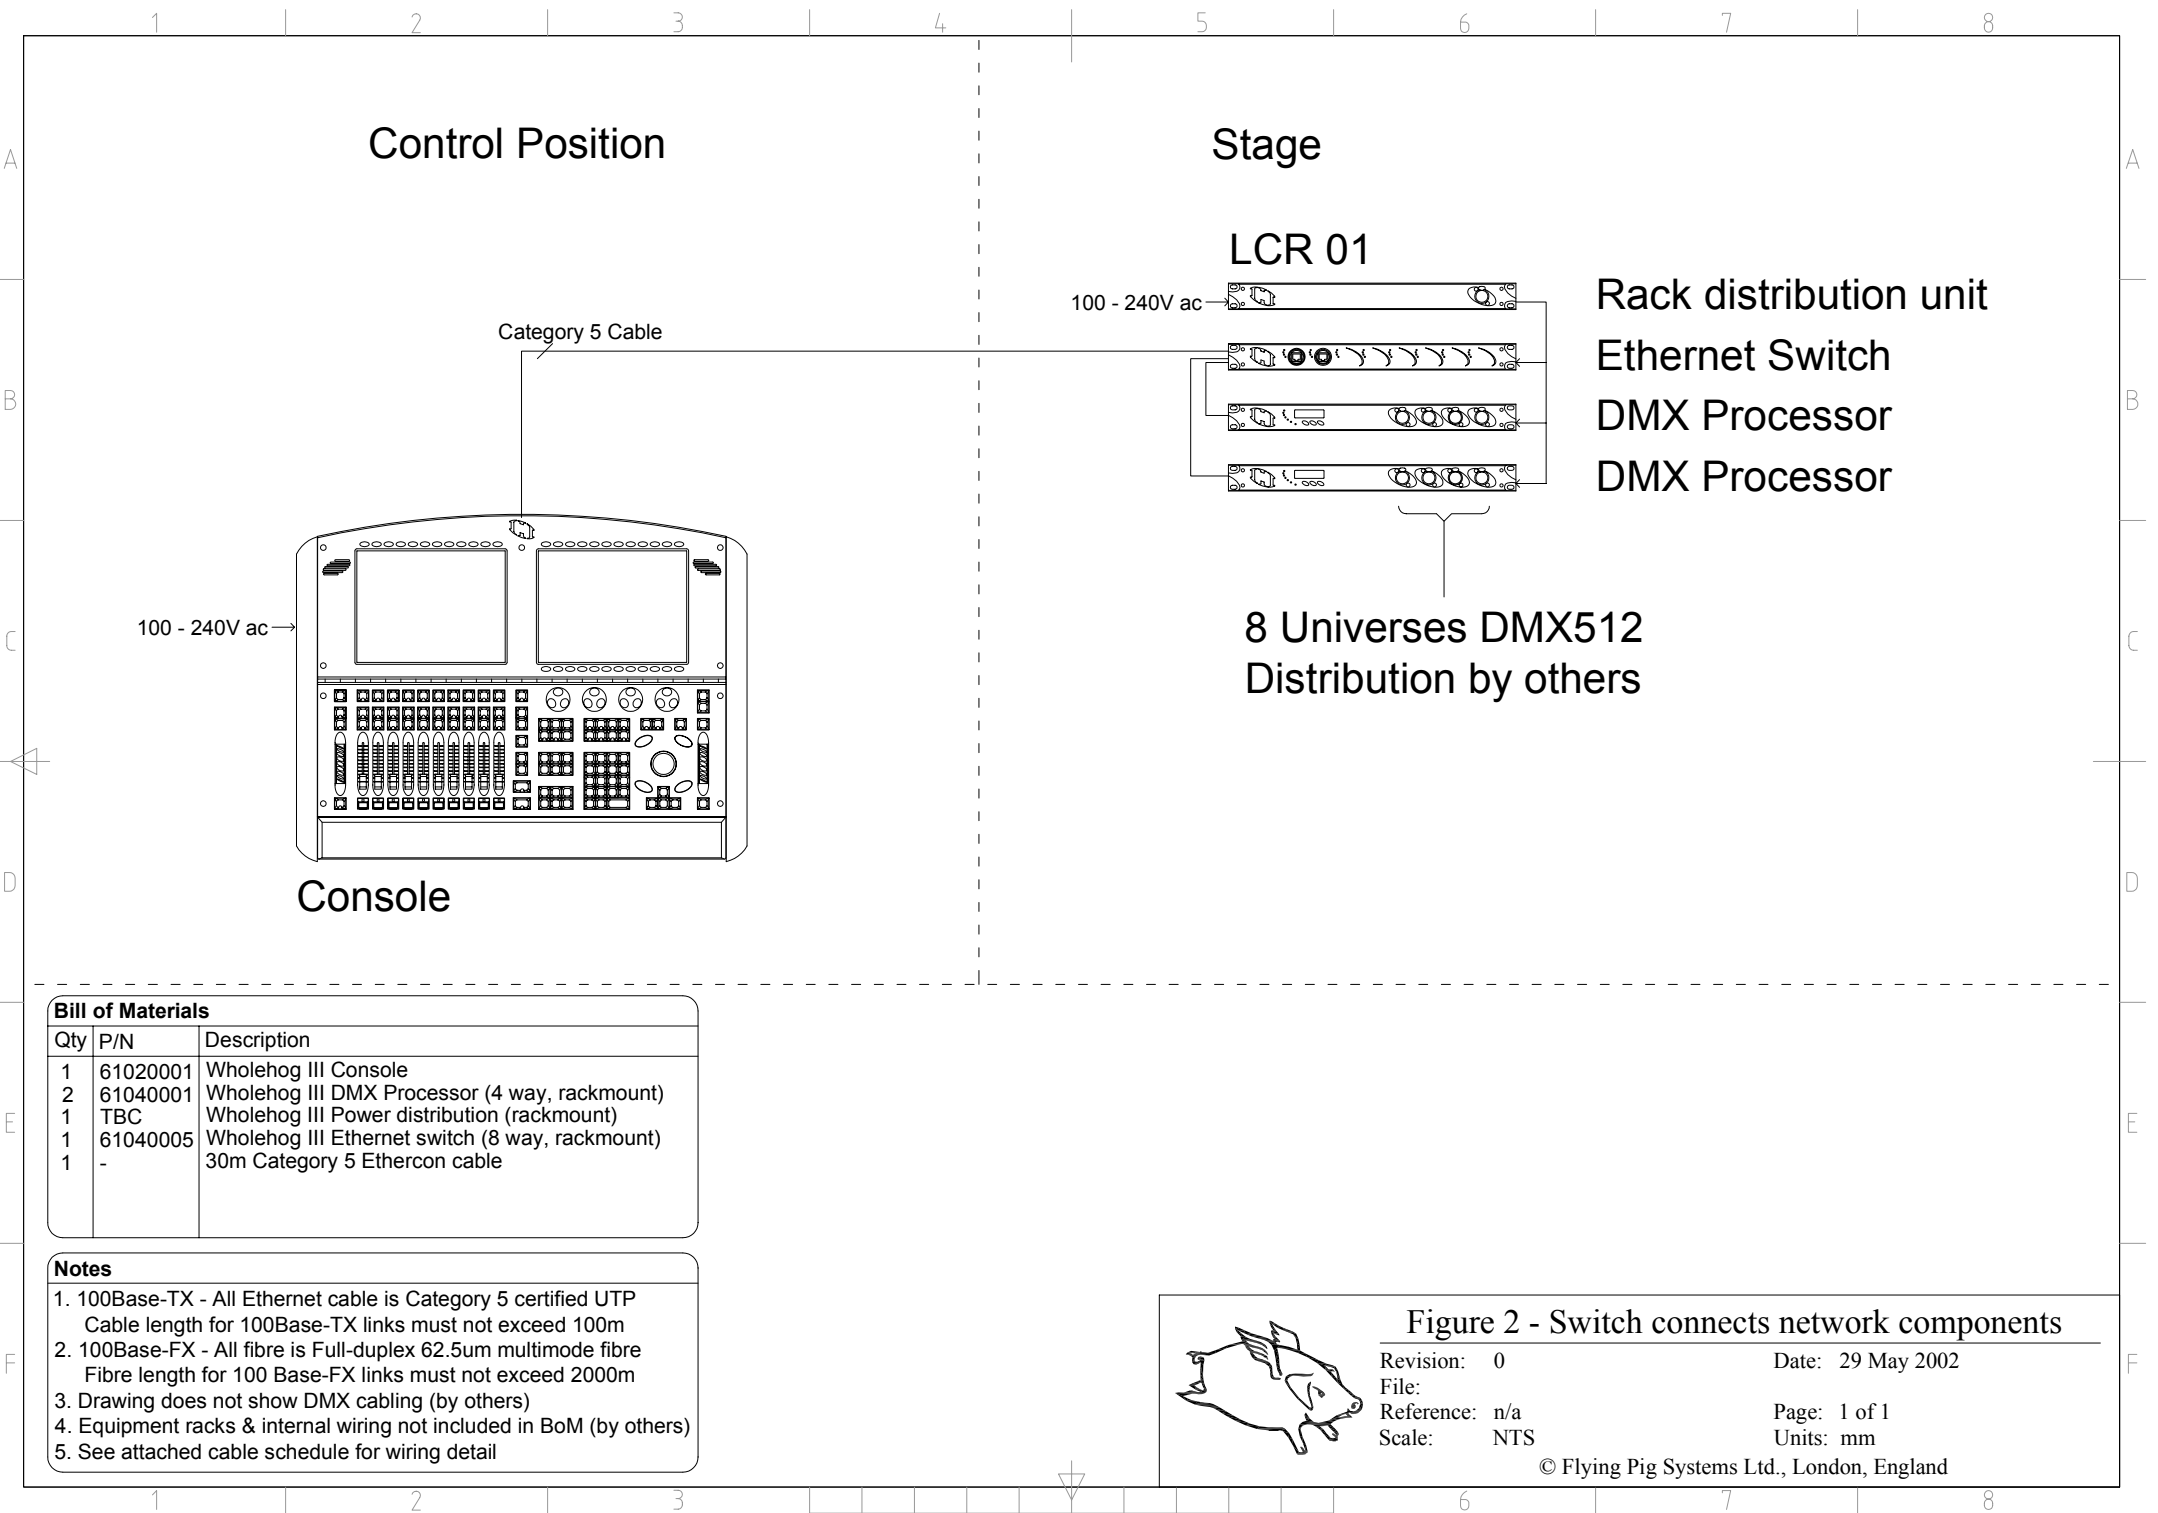 1 2 3 4 5 6 7 8
A A
Control Position
Stage
LCR 01
100 - 240V ac
Rack distribution unit
Category 5 Cable
Ethernet Switch
B B
DMX Processor
DMX Processor
100 - 240V ac
8 Universes DMX512
Distribution by others
C C
Console
D D
Bill of Materials
Qty P/N Description
1 61020001 Wholehog III Console
2 61040001 Wholehog III DMX Processor (4 way, rackmount)
1 TBC Wholehog III Power distribution (rackmount)
1 61040005 Wholehog III Ethernet switch (8 way, rackmount)
1 - 30m Category 5 Ethercon cable
E E
Notes
1. 100Base-TX - All Ethernet cable is Category 5 certified UTP
Cable length for 100Base-TX links must not exceed 100m
2. 100Base-FX - All fibre is Full-duplex 62.5um multimode fibre
Fibre length for 100 Base-FX links must not exceed 2000m
3. Drawing does not show DMX cabling (by others)
4. Equipment racks & internal wiring not included in BoM (by others)
5. See attached cable schedule for wiring detail
F F
Figure 2 - Switch connects network components
Revision: 0 Date: 29 May 2002
File:
Reference: n/a Page: 1 of 1
Scale: NTS Units: mm
© Flying Pig Systems Ltd., London, England
1 2 3 6 7 8